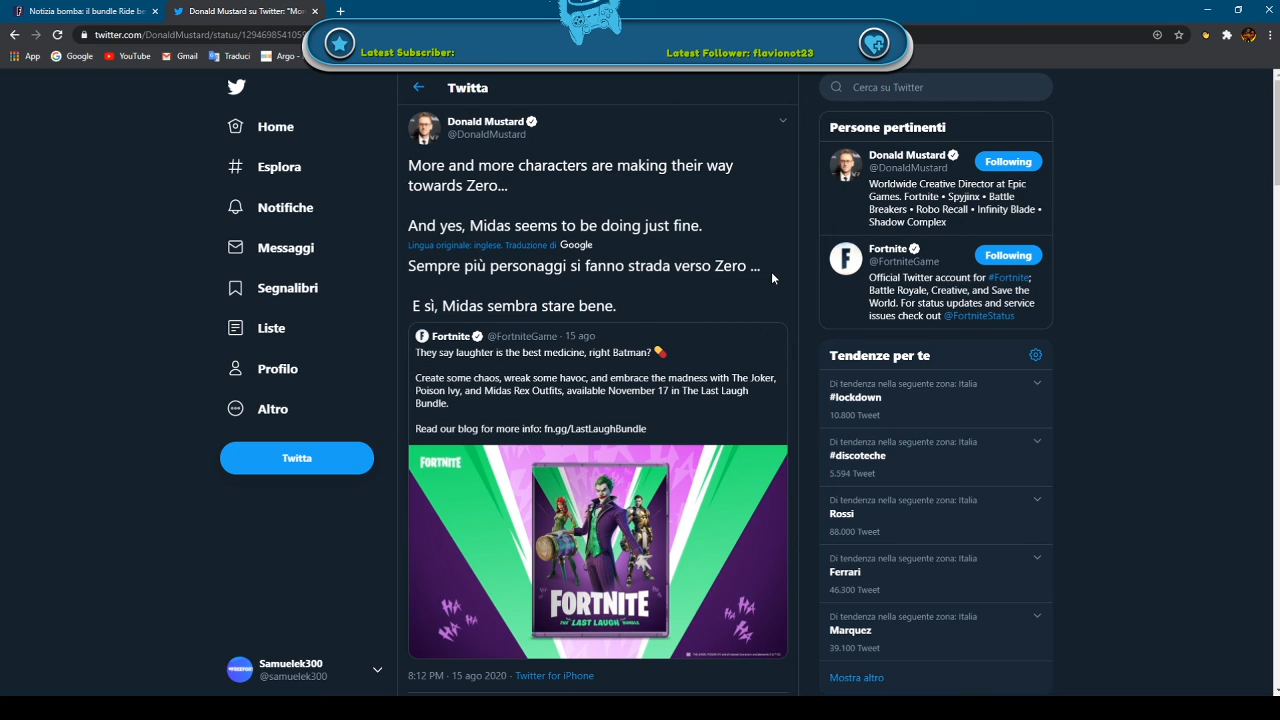 Notizia bomba: il bundle Ride be
Donald Mustard su Twitter: "Mor
twitter.com/DonaldMustard/status/1294698541059
App
Google
YouTube
Gmail
Traduci
Argo -
Latest Subscriber:
Latest Follower: flavionot23
Home
Esplora
Notifiche
Messaggi
Segnalibri
Liste
Profilo
Altro
Twitta
Samuelek300
@samuelek300
Twitta
Donald Mustard
@DonaldMustard
More and more characters are making their way
towards Zero...
And yes, Midas seems to be doing just fine.
Lingua originale: inglese. Traduzione di Google
Sempre più personaggi si fanno strada verso Zero ...
E sì, Midas sembra stare bene.
Fortnite @FortniteGame · 15 ago
They say laughter is the best medicine, right Batman?
Create some chaos, wreak some havoc, and embrace the madness with The Joker,
Poison Ivy, and Midas Rex Outfits, available November 17 in The Last Laugh
Bundle.
Read our blog for more info: fn.gg/LastLaughBundle
FORTNITE
HA HA HA
HA HA HA
FORTNITE
THE LAST LAUGH BUNDLE
8:12 PM · 15 ago 2020 · Twitter for iPhone
Cerca su Twitter
Persone pertinenti
Donald Mustard
@DonaldMustard
Following
Worldwide Creative Director at Epic
Games. Fortnite • Spyjinx • Battle
Breakers • Robo Recall • Infinity Blade •
Shadow Complex
Fortnite
@FortniteGame
Following
Official Twitter account for #Fortnite;
Battle Royale, Creative, and Save the
World. For status updates and service
issues check out @FortniteStatus
Tendenze per te
Di tendenza nella seguente zona: Italia
#lockdown
10.800 Tweet
Di tendenza nella seguente zona: Italia
#discoteche
5.594 Tweet
Di tendenza nella seguente zona: Italia
Rossi
88.000 Tweet
Di tendenza nella seguente zona: Italia
Ferrari
46.300 Tweet
Di tendenza nella seguente zona: Italia
Marquez
39.100 Tweet
Mostra altro